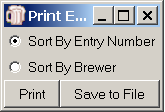 Print E...
Sort By Entry Number
Sort By Brewer
Print Save to File